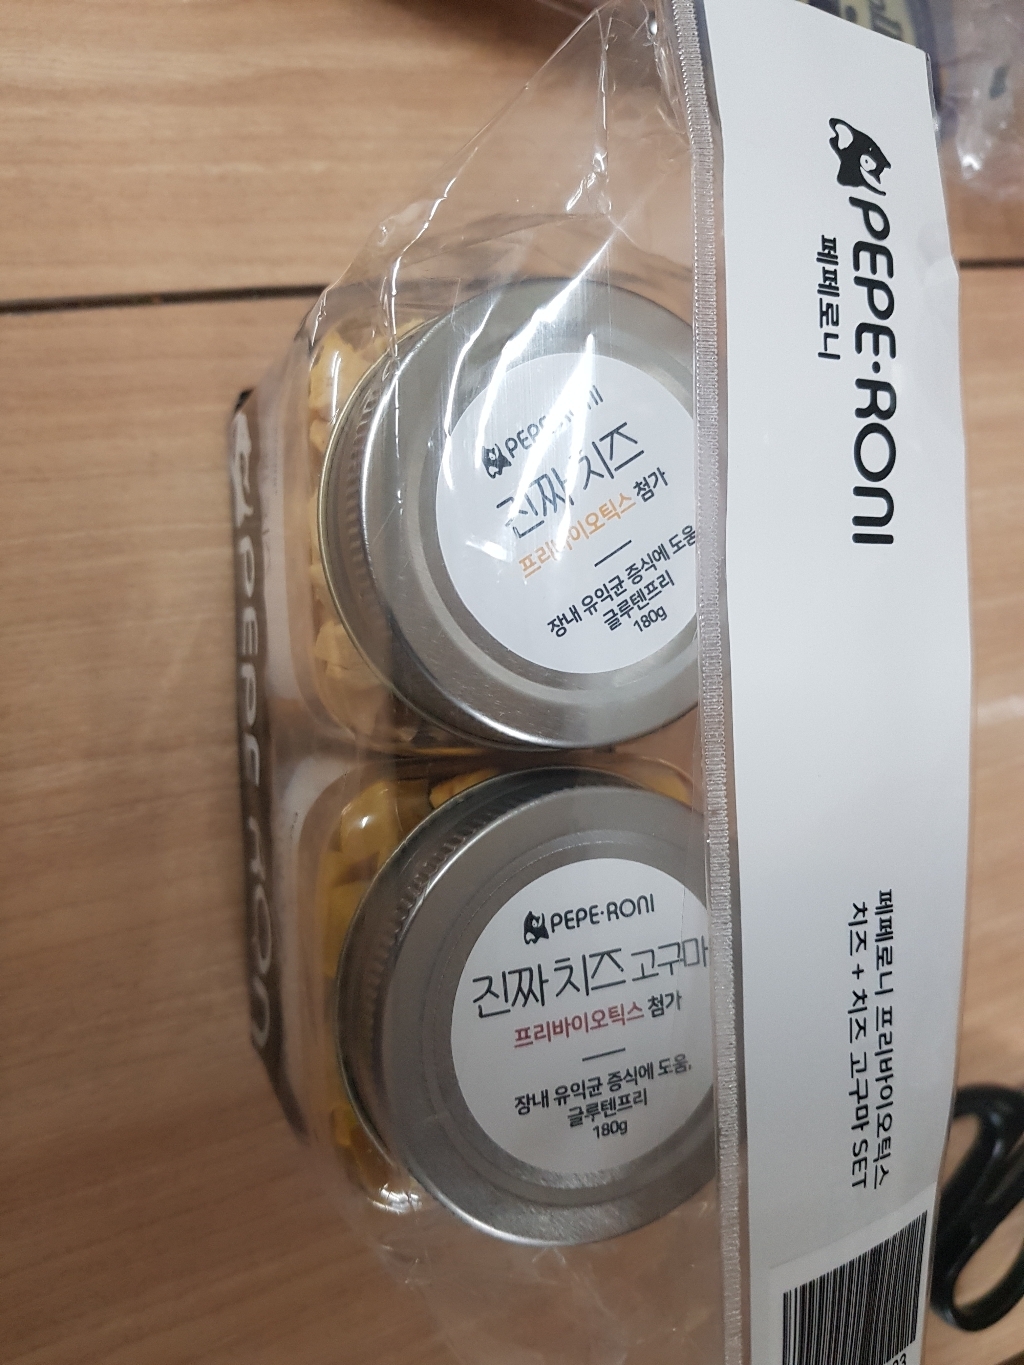 PEPE·RONI
페페로니
페페로니 프리바이오틱스
치즈 + 치즈 고구마 SET
PEPE·RONI
진짜 치즈
프리바이오틱스 첨가
장내 유익균 증식에 도움
글루텐프리
180g
PEPE·RONI
진짜 치즈 고구마
프리바이오틱스 첨가
장내 유익균 증식에 도움,
글루텐프리
180g
PEPE·RONI